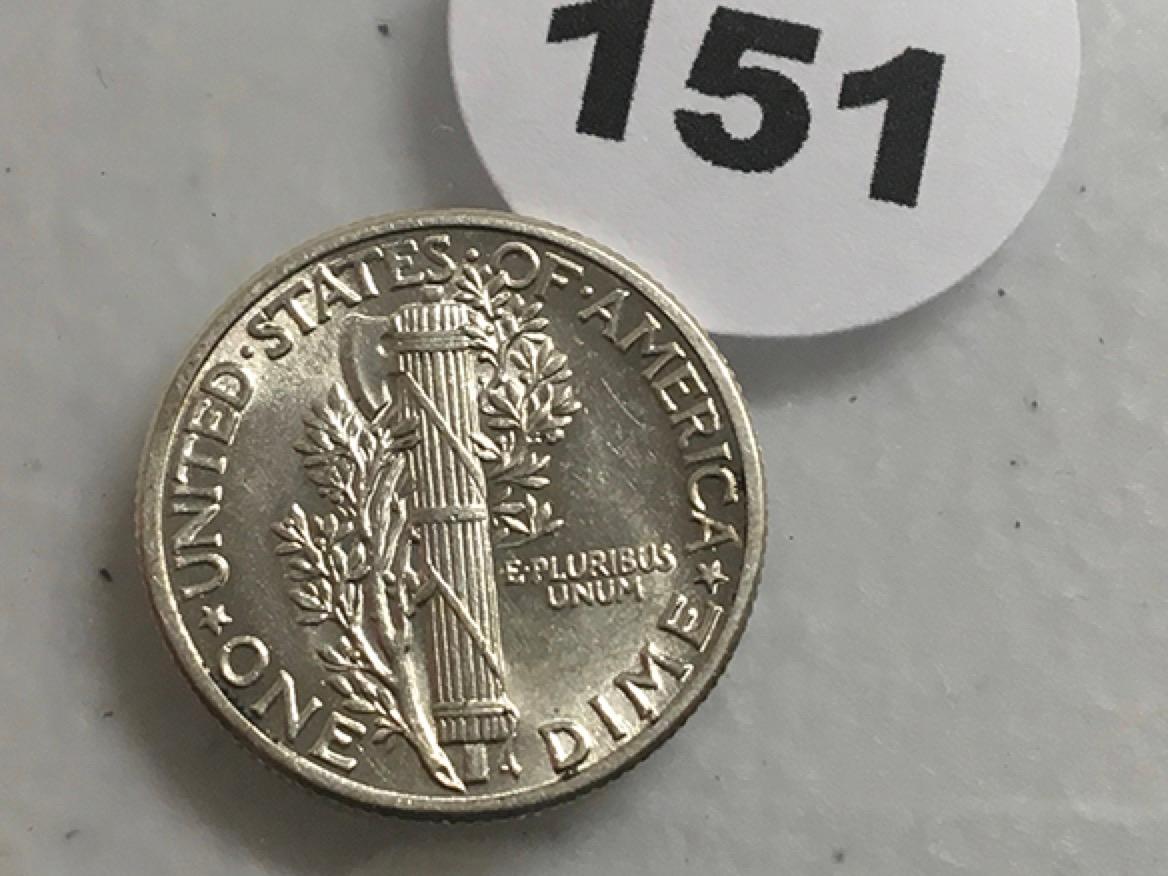 151
UNITED·STATES·OF·AMERICA
·E·PLURIBUS
UNUM
ONE DIME